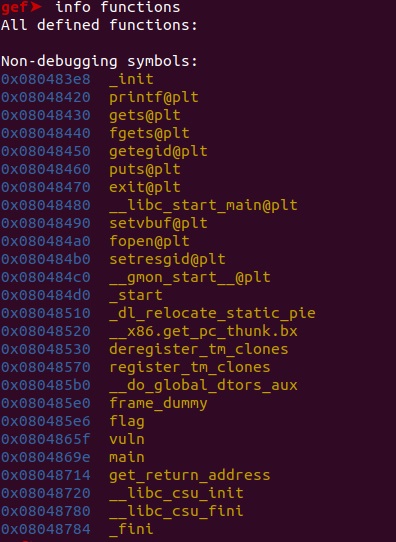 gef➤ info functions
All defined functions:
Non-debugging symbols:
0x080483e8 _init
0x08048420 printf@plt
0x08048430 gets@plt
0x08048440 fgets@plt
0x08048450 getegid@plt
0x08048460 puts@plt
0x08048470 exit@plt
0x08048480 __libc_start_main@plt
0x08048490 setvbuf@plt
0x080484a0 fopen@plt
0x080484b0 setresgid@plt
0x080484c0 __gmon_start__@plt
0x080484d0 _start
0x08048510 _dl_relocate_static_pie
0x08048520 __x86.get_pc_thunk.bx
0x08048530 deregister_tm_clones
0x08048570 register_tm_clones
0x080485b0 __do_global_dtors_aux
0x080485e0 frame_dummy
0x080485e6 flag
0x0804865f vuln
0x0804869e main
0x08048714 get_return_address
0x08048720 __libc_csu_init
0x08048780 __libc_csu_fini
0x08048784 _fini